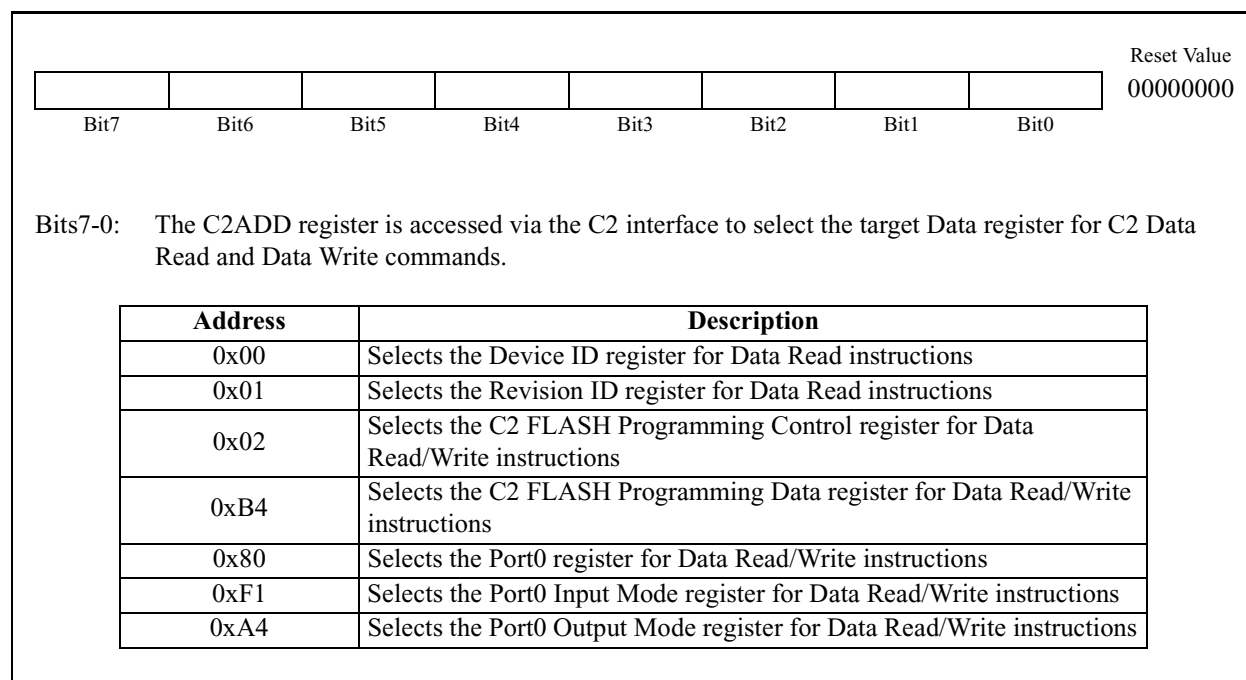 Reset Value
00000000
Bit7 Bit6 Bit5 Bit4 Bit3 Bit2 Bit1 Bit0
Bits7-0: The C2ADD register is accessed via the C2 interface to select the target Data register for C2 Data
Read and Data Write commands.
Address Description
0x00 Selects the Device ID register for Data Read instructions
0x01 Selects the Revision ID register for Data Read instructions
0x02 Selects the C2 FLASH Programming Control register for Data
Read/Write instructions
0xB4 Selects the C2 FLASH Programming Data register for Data Read/Write
instructions
0x80 Selects the Port0 register for Data Read/Write instructions
0xF1 Selects the Port0 Input Mode register for Data Read/Write instructions
0xA4 Selects the Port0 Output Mode register for Data Read/Write instructions